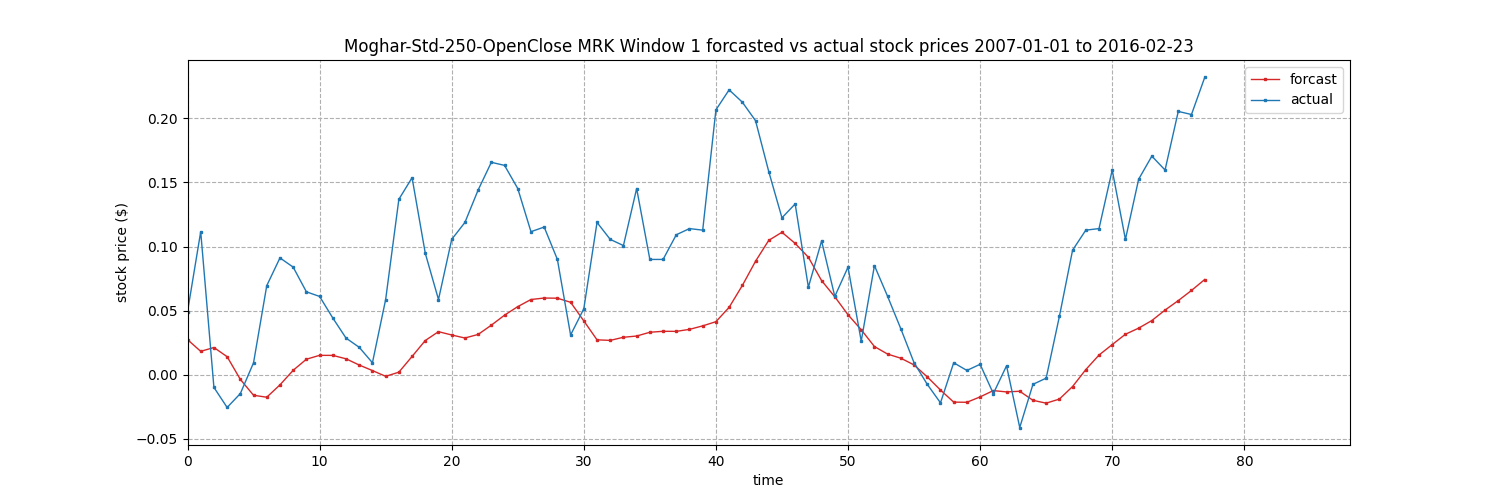 Moghar-Std-250-OpenClose MRK Window 1 forcasted vs actual stock prices 2007-01-01 to 2016-02-23
forcast
actual
stock price ($)
0.20
0.15
0.10
0.05
0.00
−0.05
0 10 20 30 40 50 60 70 80
time